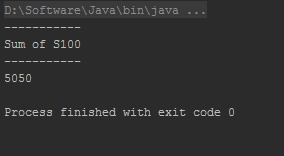 D:\Software\Java\bin\java ...
-----------
Sum of S100
-----------
5050
Process finished with exit code 0